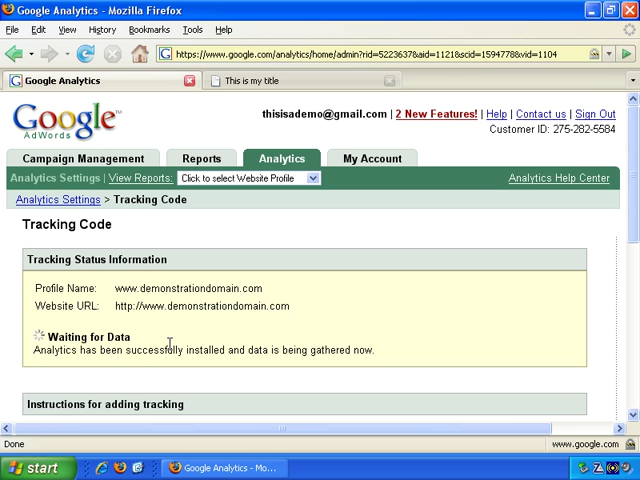 Google Analytics - Mozilla Firefox
File Edit View History Bookmarks Tools Help
https://www.google.com/analytics/home/admin?rid=5223637&aid=1121&scid=1594778&vid=1104
Google Analytics
This is my title
Google
AdWords
thisisademo@gmail.com | 2 New Features! | Help | Contact us | Sign Out
Customer ID: 275-282-5584
Campaign Management Reports Analytics My Account
Analytics Settings | View Reports: Click to select Website Profile Analytics Help Center
Analytics Settings > Tracking Code
Tracking Code
Tracking Status Information
Profile Name: www.demonstrationdomain.com
Website URL: http://www.demonstrationdomain.com
Waiting for Data
Analytics has been successfully installed and data is being gathered now.
Instructions for adding tracking
Done www.google.com
start Google Analytics - Mo...